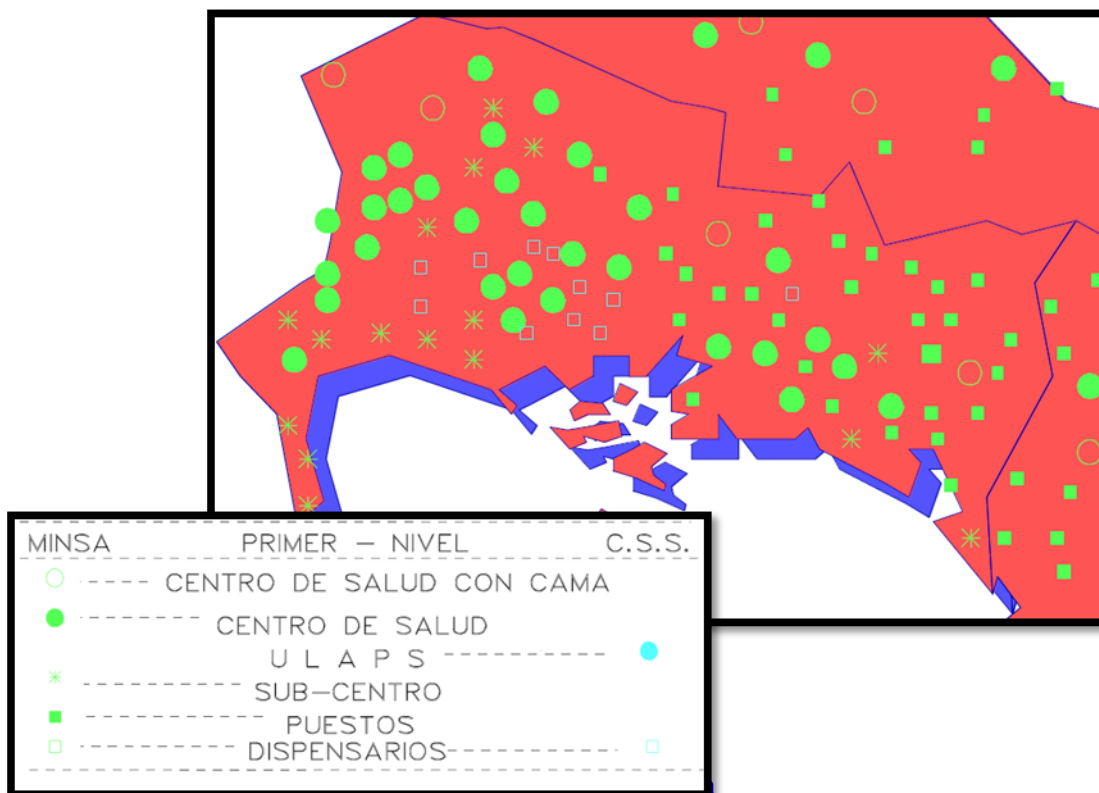 MINSA PRIMER - NIVEL C.S.S.
CENTRO DE SALUD CON CAMA
CENTRO DE SALUD
U L A P S
SUB-CENTRO
PUESTOS
DISPENSARIOS